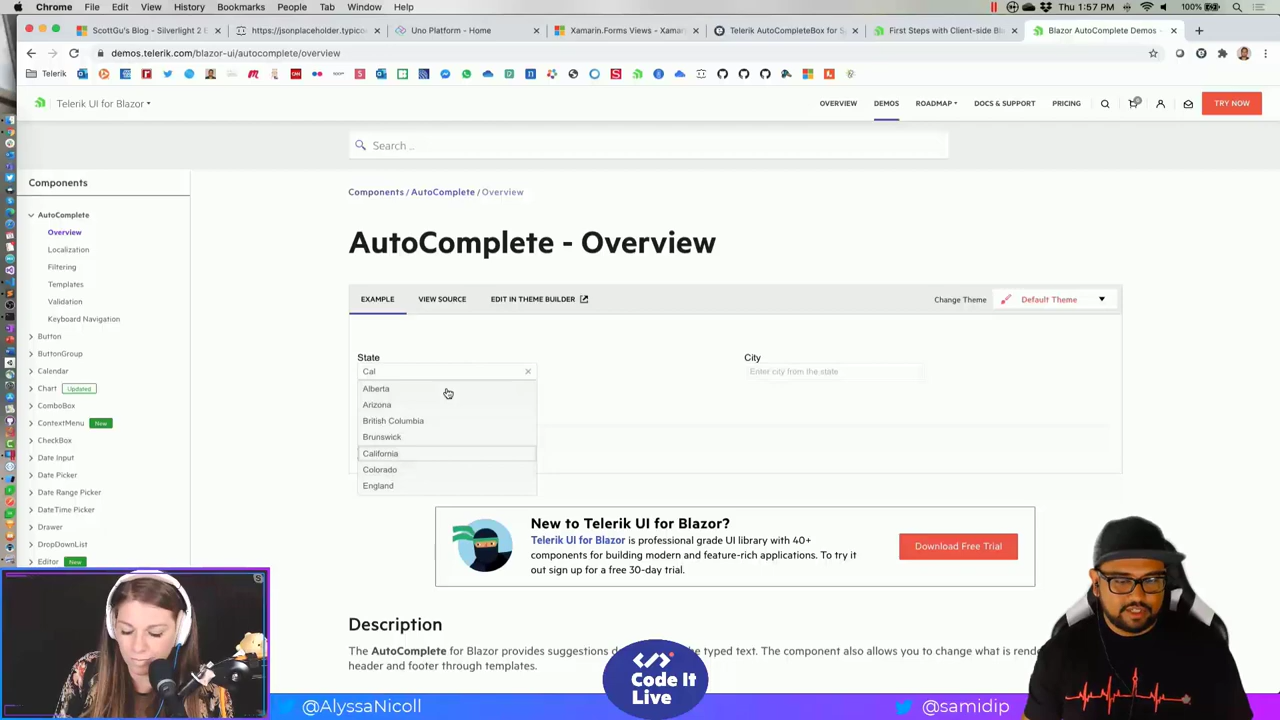 Chrome File Edit View History Bookmarks People Tab Window Help
100% Thu 1:57 PM
ScottGu's Blog - Silverlight 2 E
https://jsonplaceholder.typico
Uno Platform - Home
Xamarin.Forms Views - Xamar
Telerik AutoCompleteBox for S
First Steps with Client-side Bl
Blazor AutoComplete Demos -
demos.telerik.com/blazor-ui/autocomplete/overview
Telerik
Telerik UI for Blazor
OVERVIEW DEMOS ROADMAP DOCS & SUPPORT PRICING TRY NOW
Search ..
Components
AutoComplete
Overview
Localization
Filtering
Templates
Validation
Keyboard Navigation
Button
ButtonGroup
Calendar
Chart Updated
ComboBox
ContextMenu New
CheckBox
Date Input
Date Picker
Date Range Picker
DateTime Picker
Drawer
DropDownList
Editor New
Components / AutoComplete / Overview
AutoComplete - Overview
EXAMPLE VIEW SOURCE EDIT IN THEME BUILDER Change Theme Default Theme
State
Cal
Alberta
Arizona
British Columbia
Brunswick
California
Colorado
England
City
Enter city from the state
New to Telerik UI for Blazor?
Telerik UI for Blazor is professional grade UI library with 40+
components for building modern and feature-rich applications. To try it
out sign up for a free 30-day trial.
Download Free Trial
Description
The AutoComplete for Blazor provides suggestions typed text. The component also allows you to change what is
header and footer through templates.
Code It
Live
@AlyssaNicoll
@samidip